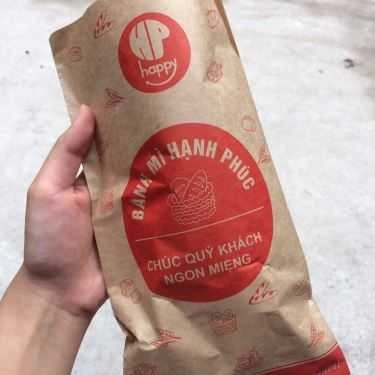 HP
happy
BÁNH MÌ HẠNH PHÚC
CHÚC QUÝ KHÁCH
NGON MIỆNG